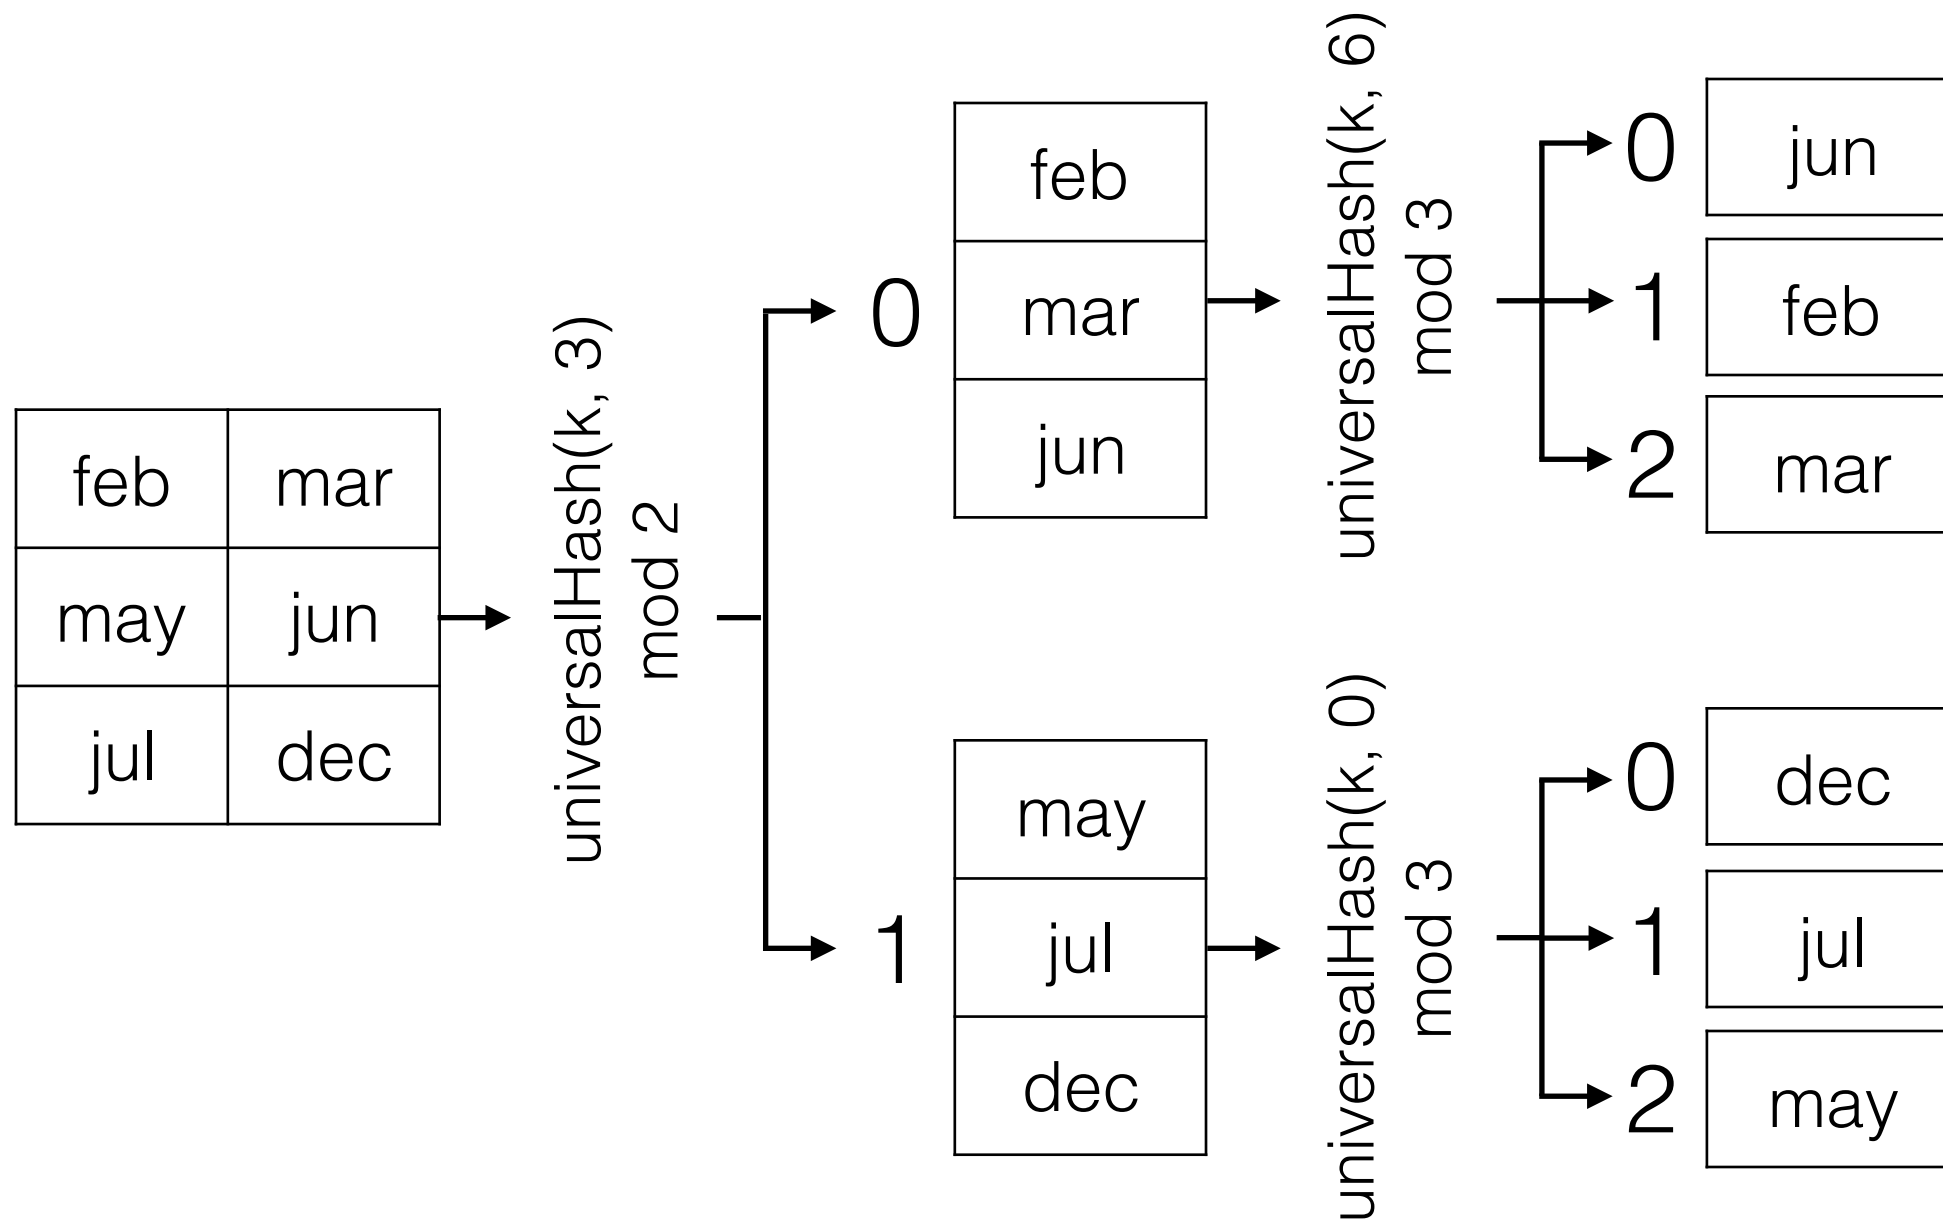 feb mar
may jun
jul dec
universalHash(k, 3)
mod 2
0
feb
mar
jun
universalHash(k, 6)
mod 3
0 jun
1 feb
2 mar
1
may
jul
dec
universalHash(k, 0)
mod 3
0 dec
1 jul
2 may